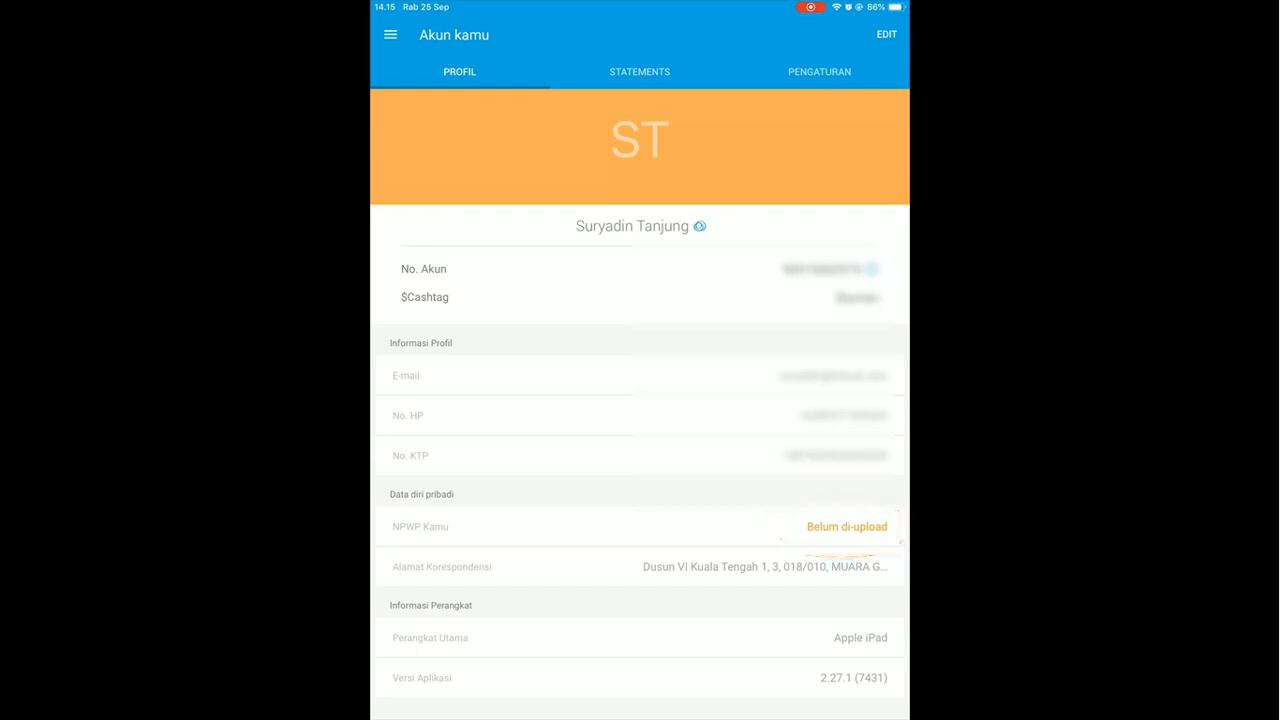 14.15 Rab 25 Sep 86%
Akun kamu EDIT
PROFIL STATEMENTS PENGATURAN
ST
Suryadin Tanjung
No. Akun
$Cashtag
Informasi Profil
E-mail
No. HP
No. KTP
Data diri pribadi
NPWP Kamu Belum di-upload
Alamat Korespondensi Dusun VI Kuala Tengah 1, 3, 018/010, MUARA G...
Informasi Perangkat
Perangkat Utama Apple iPad
Versi Aplikasi 2.27.1 (7431)